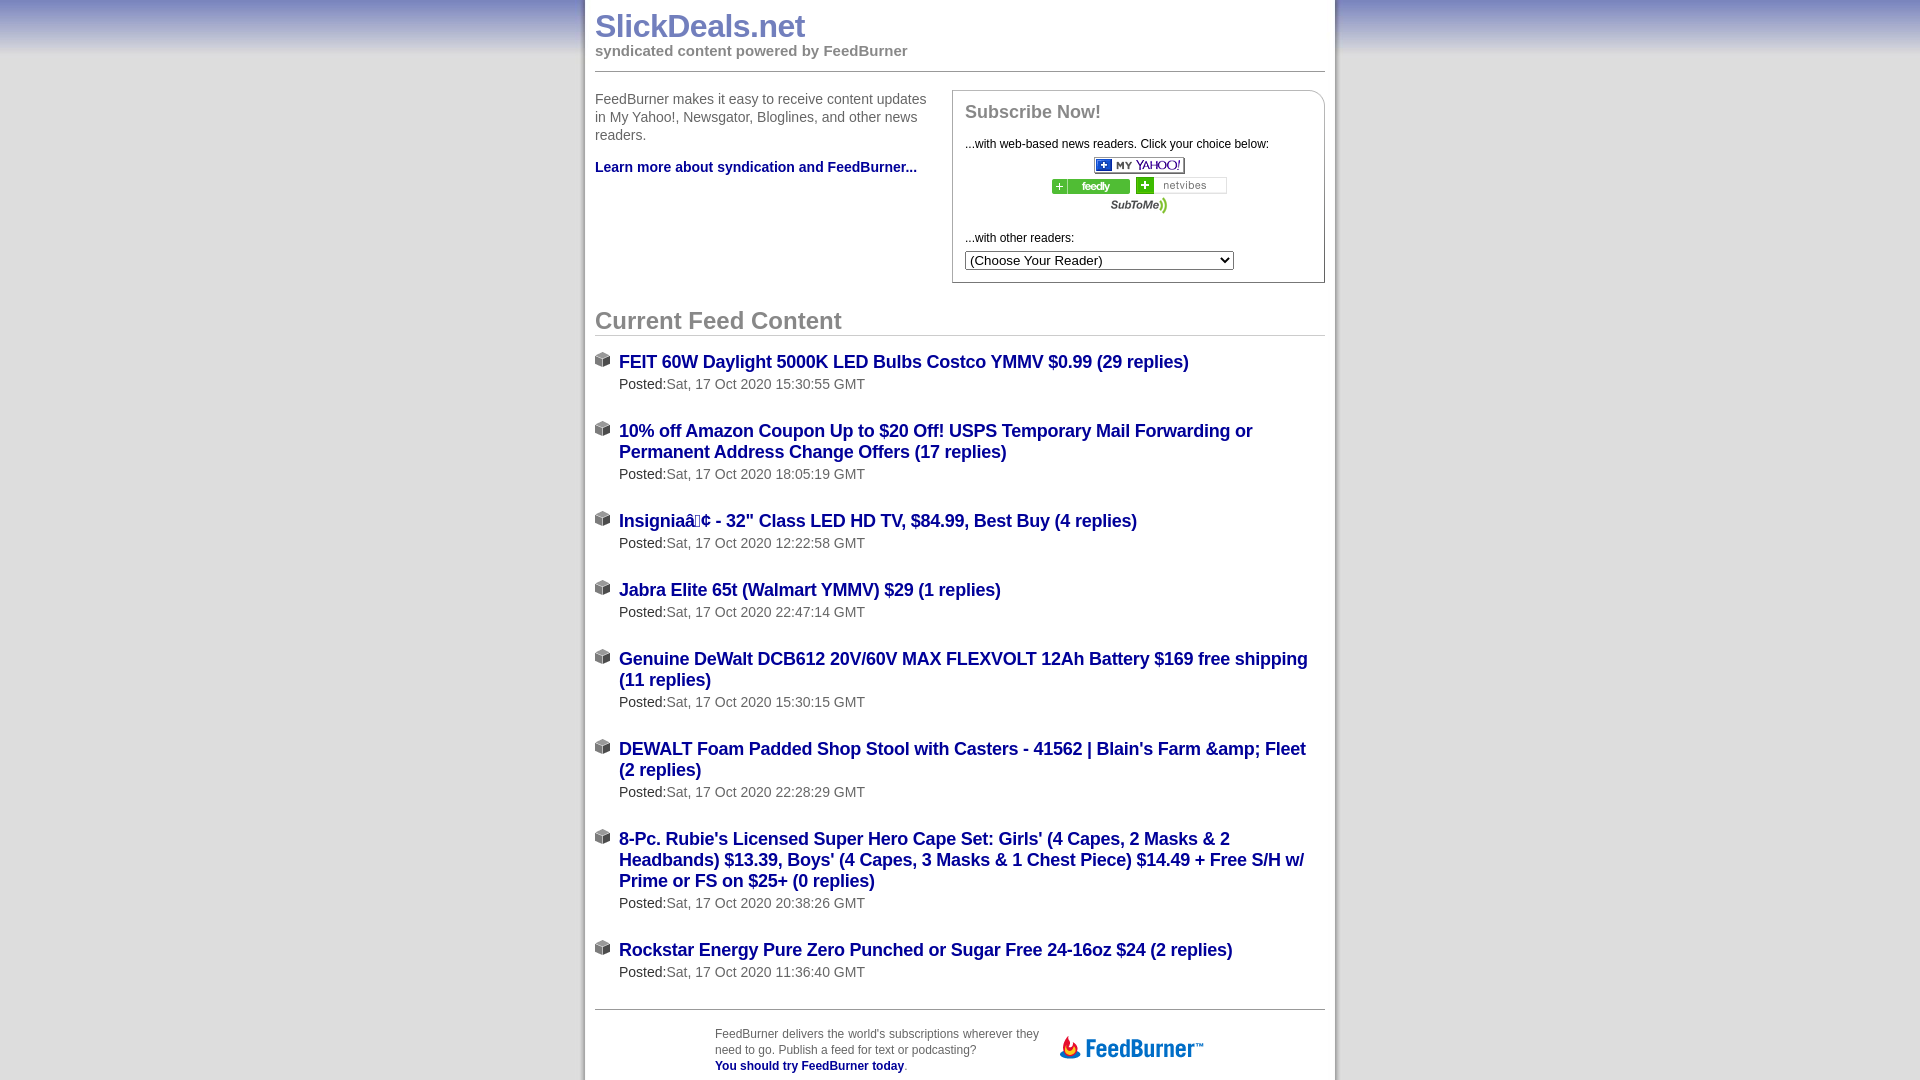 SlickDeals.net
syndicated content powered by FeedBurner
FeedBurner makes it easy to receive content updates
in My Yahoo!, Newsgator, Bloglines, and other news
readers.
Learn more about syndication and FeedBurner...
Subscribe Now!
...with web-based news readers. Click your choice below:
MY YAHOO!
feedly
netvibes
SubToMe
...with other readers:
(Choose Your Reader)
Current Feed Content
FEIT 60W Daylight 5000K LED Bulbs Costco YMMV $0.99 (29 replies)
Posted:Sat, 17 Oct 2020 15:30:55 GMT
10% off Amazon Coupon Up to $20 Off! USPS Temporary Mail Forwarding or
Permanent Address Change Offers (17 replies)
Posted:Sat, 17 Oct 2020 18:05:19 GMT
Insigniaâ¢ - 32" Class LED HD TV, $84.99, Best Buy (4 replies)
Posted:Sat, 17 Oct 2020 12:22:58 GMT
Jabra Elite 65t (Walmart YMMV) $29 (1 replies)
Posted:Sat, 17 Oct 2020 22:47:14 GMT
Genuine DeWalt DCB612 20V/60V MAX FLEXVOLT 12Ah Battery $169 free shipping
(11 replies)
Posted:Sat, 17 Oct 2020 15:30:15 GMT
DEWALT Foam Padded Shop Stool with Casters - 41562 | Blain's Farm &amp; Fleet
(2 replies)
Posted:Sat, 17 Oct 2020 22:28:29 GMT
8-Pc. Rubie's Licensed Super Hero Cape Set: Girls' (4 Capes, 2 Masks & 2
Headbands) $13.39, Boys' (4 Capes, 3 Masks & 1 Chest Piece) $14.49 + Free S/H w/
Prime or FS on $25+ (0 replies)
Posted:Sat, 17 Oct 2020 20:38:26 GMT
Rockstar Energy Pure Zero Punched or Sugar Free 24-16oz $24 (2 replies)
Posted:Sat, 17 Oct 2020 11:36:40 GMT
FeedBurner delivers the world's subscriptions wherever they
need to go. Publish a feed for text or podcasting?
You should try FeedBurner today.
FeedBurner™